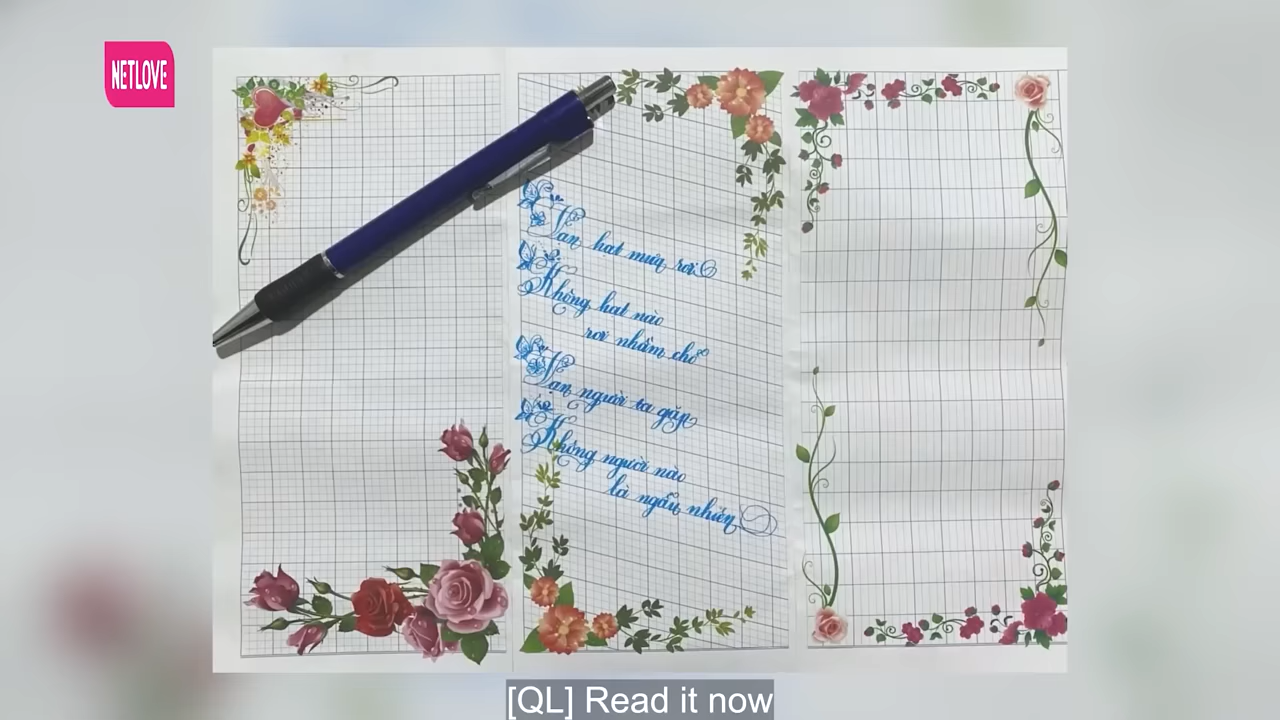 NETLOVE
Vạn hạt mưa rơi
Không hạt nào
rơi nhầm chỗ
Vạn người ta gặp
Không người nào
là ngẫu nhiên
[QL] Read it now